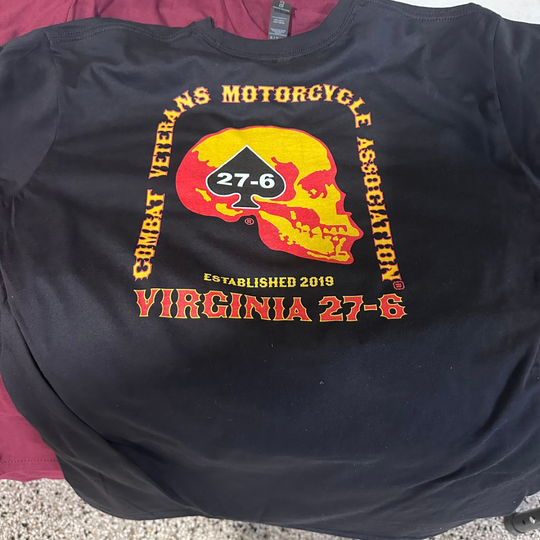 COMBAT VETERANS MOTORCYCLE ASSOCIATION®
27-6
®
ESTABLISHED 2019
VIRGINIA 27-6